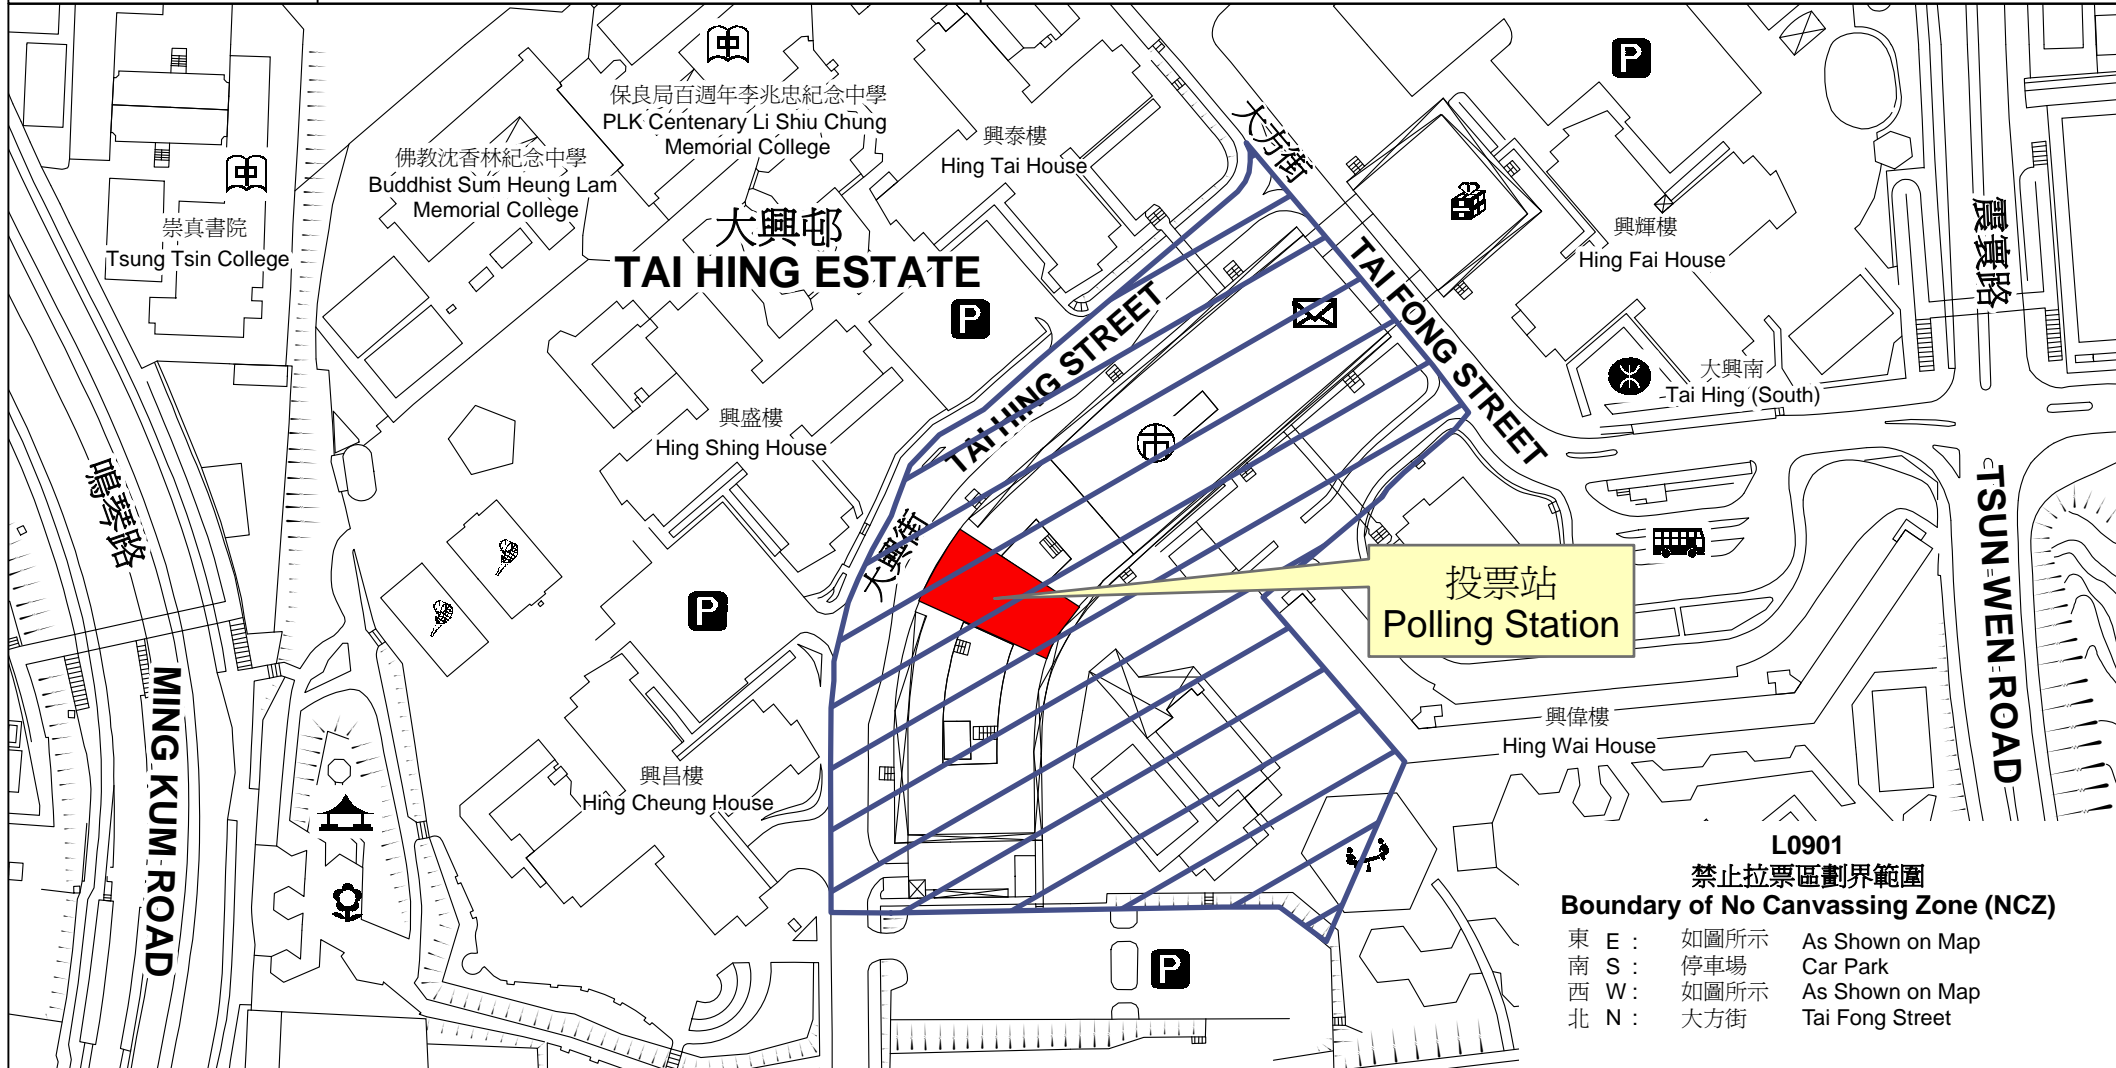 保良局百週年李兆忠紀念中學
PLK Centenary Li Shiu Chung
Memorial College
佛教沈香林紀念中學
Buddhist Sum Heung Lam
Memorial College
崇真書院
Tsung Tsin College
大興邨
TAI HING ESTATE
興泰樓
Hing Tai House
大方街
TAI FONG STREET
興輝樓
Hing Fai House
震寰路
TSUN WEN ROAD
大興南
Tai Hing (South)
TAI HING STREET
大興街
興盛樓
Hing Shing House
鳴琴路
MING KUM ROAD
投票站
Polling Station
興偉樓
Hing Wai House
興昌樓
Hing Cheung House
P
P
P
P
中
中
市
L0901
禁止拉票區劃界範圍
Boundary of No Canvassing Zone (NCZ)
東 E : 如圖所示 As Shown on Map
南 S : 停車場 Car Park
西 W : 如圖所示 As Shown on Map
北 N : 大方街 Tai Fong Street